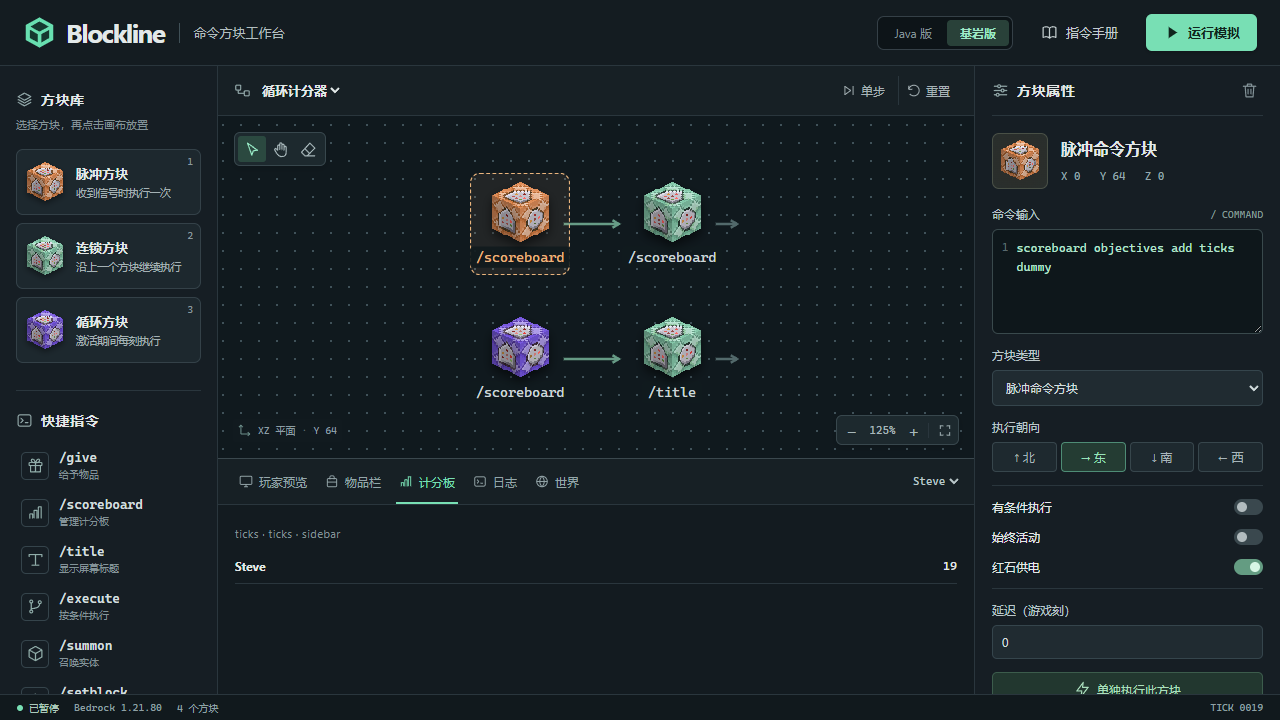 Blockline
命令方块工作台
Java 版
基岩版
指令手册
运行模拟
方块库
选择方块，再点击画布放置
脉冲方块
1
收到信号时执行一次
连锁方块
2
沿上一个方块继续执行
循环方块
3
激活期间每刻执行
快捷指令
/give
给予物品
/scoreboard
管理计分板
/title
显示屏幕标题
/execute
按条件执行
/summon
召唤实体
/setblock
循环计分器
单步
重置
/scoreboard
/scoreboard
/scoreboard
/title
XZ 平面 · Y 64
− 125% +
玩家预览
物品栏
计分板
日志
世界
Steve
ticks · ticks · sidebar
Steve 19
方块属性
脉冲命令方块
X 0 Y 64 Z 0
命令输入
/ COMMAND
1 scoreboard objectives add ticks
dummy
方块类型
脉冲命令方块
执行朝向
↑ 北
→ 东
↓ 南
← 西
有条件执行
始终活动
红石供电
延迟（游戏刻）
0
单独执行此方块
已暂停
Bedrock 1.21.80
4 个方块
TICK 0019